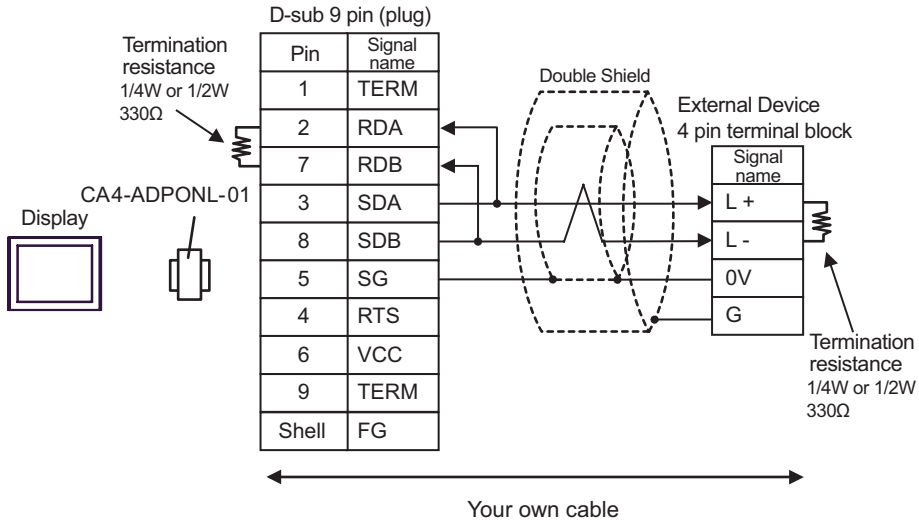 D-sub 9 pin (plug)
Termination
resistance
1/4W or 1/2W
330Ω
Pin Signal name
1 TERM
2 RDA
7 RDB
3 SDA
8 SDB
5 SG
4 RTS
6 VCC
9 TERM
Shell FG
CA4-ADPONL-01
Display
Double Shield
External Device
4 pin terminal block
Signal
name
L +
L -
0V
G
Termination
resistance
1/4W or 1/2W
330Ω
Your own cable